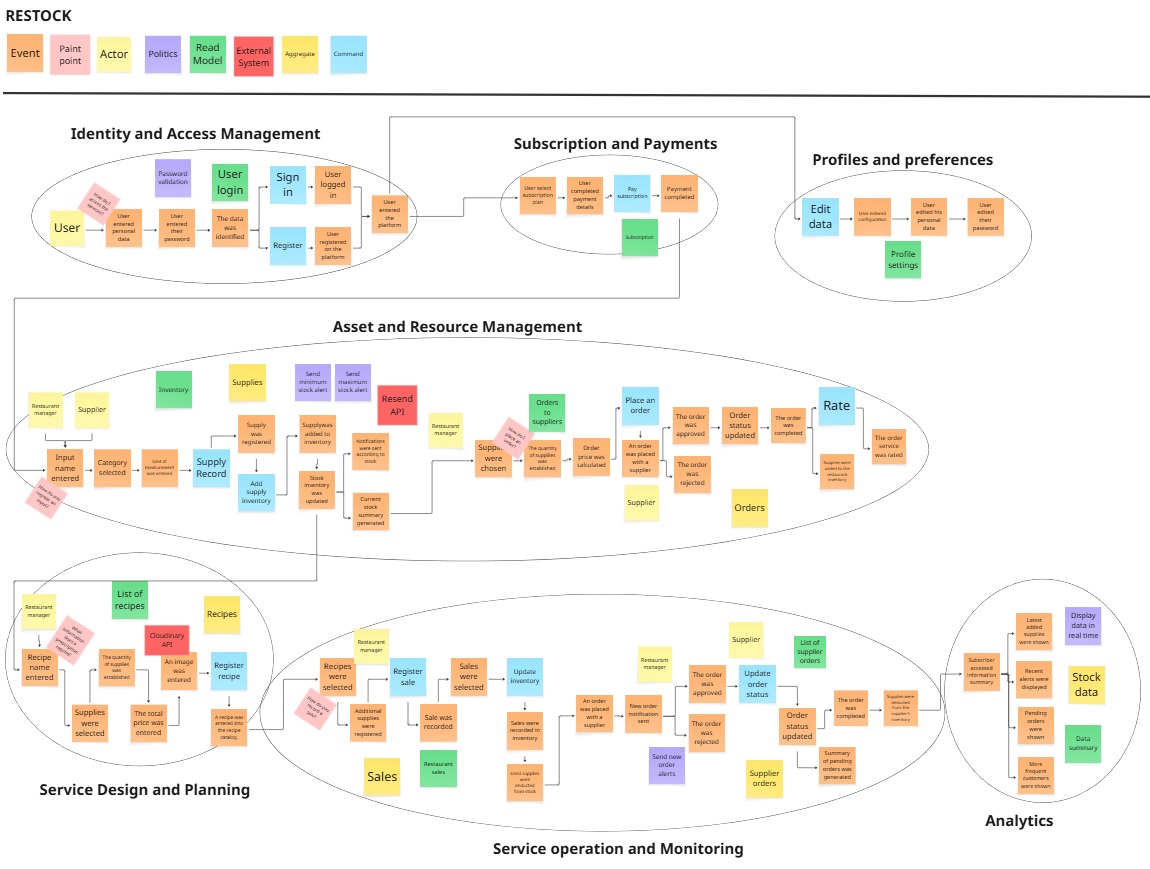 RESTOCK
Event
Paint
point
Actor
Politics
Read
Model
External
System
Aggregate
Command
Identity and Access Management
Password
validation
User
login
Sign
in
User
logged
in
How do I
access the
service?
User
User
entered
personal
data
User
entered
their
password
The data
was
identified
Register
User
registered
on the
platform
User
entered
the
platform
Subscription and Payments
User select
subscription
plan
User
completed
payment
details
Pay
subscription
Payment
completed
Subscription
Profiles and preferences
Edit
data
User entered
configuration
User
edited his
personal
data
User
edited
their
password
Profile
settings
Asset and Resource Management
Restaurant
manager
Supplier
Inventory
Supplies
Send
minimum
stock alert
Send
maximum
stock alert
Resend
API
Input
name
entered
Category
selected
Unit of
measurement
was entered
Supply
Record
Supply
was
registered
Add
supply
inventory
Supplywas
added to
inventory
Stock
inventory
was
updated
Notifications
were sent
according to
stock
Current
stock
summary
generated
Restaurant
manager
were
chosen
How do I
place an
order?
Orders
to
suppliers
The quantity
of supplies
was
established
Order
price was
calculated
Place an
order
An order
was placed
with a
supplier
Supplier
The order
was
approved
The order
was
rejected
Order
status
updated
Orders
The order
was
completed
Rate
Supplies were
added to the
restaurant
inventory
The order
service
was rated
Restaurant
manager
What
information
does a
prescription
require?
List of
recipes
Cloudinary
API
Recipes
Recipe
name
entered
Supplies
were
selected
The quantity
of supplies
was
established
The total
price was
entered
An image
was
entered
Register
recipe
A recipe was
entered into
the recipe
catalog.
Service Design and Planning
Restaurant
manager
Recipes
were
selected
How do you
record a
sale?
Additional
supplies were
registered
Register
sale
Sale was
recorded
Sales
were
selected
Update
inventory
Sales were
recorded in
inventory
Used supplies
were
deducted
from stock
Sales
Restaurant
sales
An order
was placed
with a
supplier
New order
notification
sent
Restaurant
manager
Supplier
List of
supplier
orders
The order
was
approved
The order
was
rejected
Send new
order
alerts
Update
order
status
Supplier
orders
Order
status
updated
The order
was
completed
Summary
of pending
orders was
generated
Supplies were
deducted
from the
supplier's
inventory
Service operation and Monitoring
Subscriber
accessed
information
summary
Latest
added
supplies
were shown
Recent
alerts were
displayed
Pending
orders
were
shown
More
frequent
customers
were shown
Display
data in
real time
Stock
data
Data
summary
Analytics